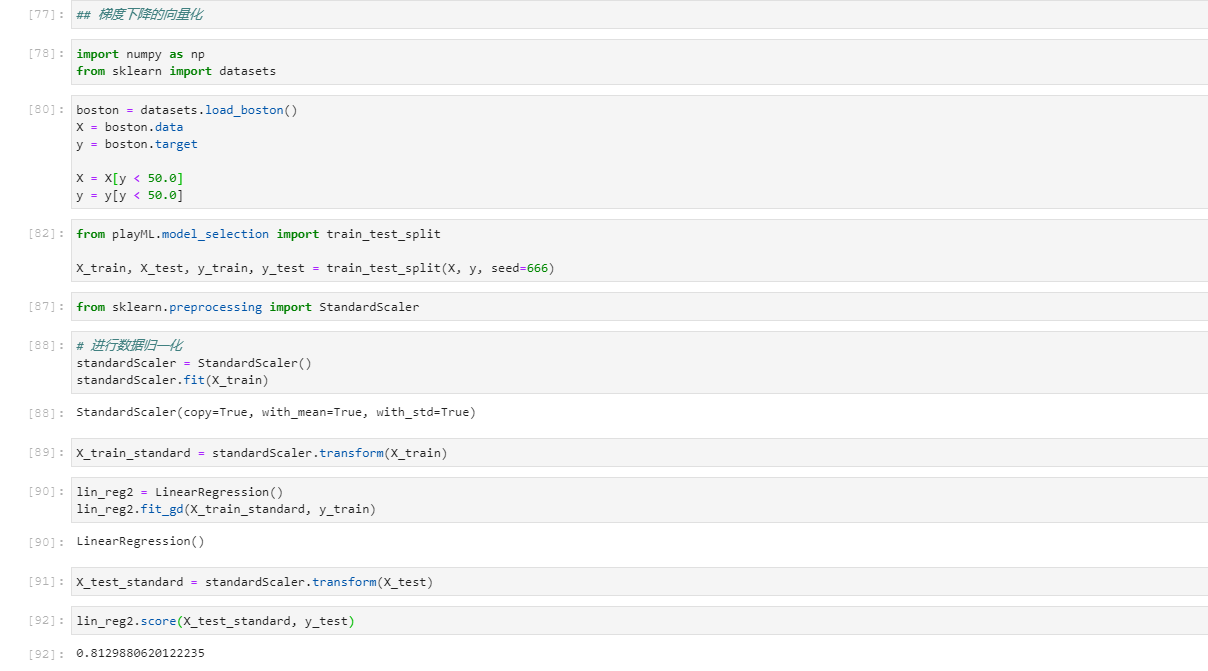 [77]: ## 梯度下降的向量化
[78]: import numpy as np
from sklearn import datasets
[80]: boston = datasets.load_boston()
X = boston.data
y = boston.target
X = X[y < 50.0]
y = y[y < 50.0]
[82]: from playML.model_selection import train_test_split
X_train, X_test, y_train, y_test = train_test_split(X, y, seed=666)
[87]: from sklearn.preprocessing import StandardScaler
[88]: # 进行数据归一化
standardScaler = StandardScaler()
standardScaler.fit(X_train)
[88]: StandardScaler(copy=True, with_mean=True, with_std=True)
[89]: X_train_standard = standardScaler.transform(X_train)
[90]: lin_reg2 = LinearRegression()
lin_reg2.fit_gd(X_train_standard, y_train)
[90]: LinearRegression()
[91]: X_test_standard = standardScaler.transform(X_test)
[92]: lin_reg2.score(X_test_standard, y_test)
[92]: 0.8129880620122235